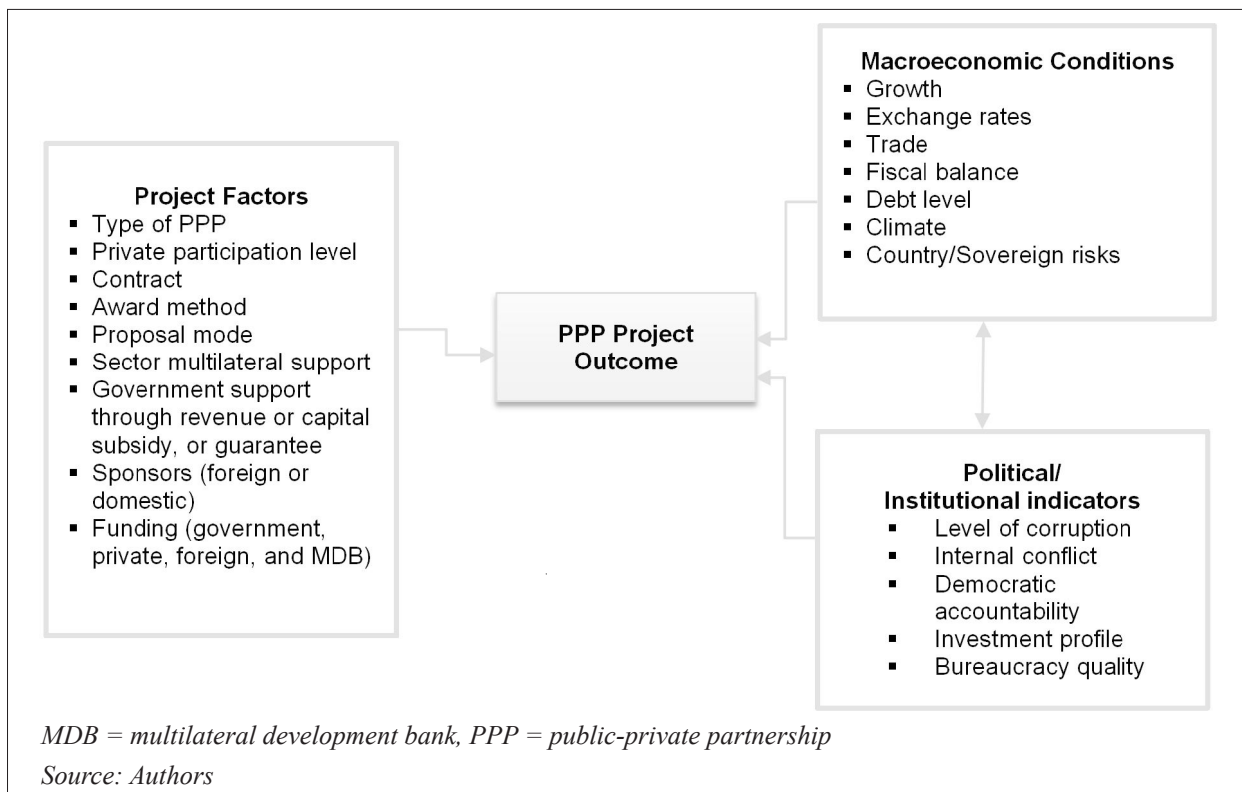 Project Factors
▪ Type of PPP
▪ Private participation level
▪ Contract
▪ Award method
▪ Proposal mode
▪ Sector multilateral support
▪ Government support
through revenue or capital
subsidy, or guarantee
▪ Sponsors (foreign or
domestic)
▪ Funding (government,
private, foreign, and MDB)
PPP Project
Outcome
Macroeconomic Conditions
▪ Growth
▪ Exchange rates
▪ Trade
▪ Fiscal balance
▪ Debt level
▪ Climate
▪ Country/Sovereign risks
Political/
Institutional indicators
▪ Level of corruption
▪ Internal conflict
▪ Democratic
accountability
▪ Investment profile
▪ Bureaucracy quality
MDB = multilateral development bank, PPP = public-private partnership
Source: Authors